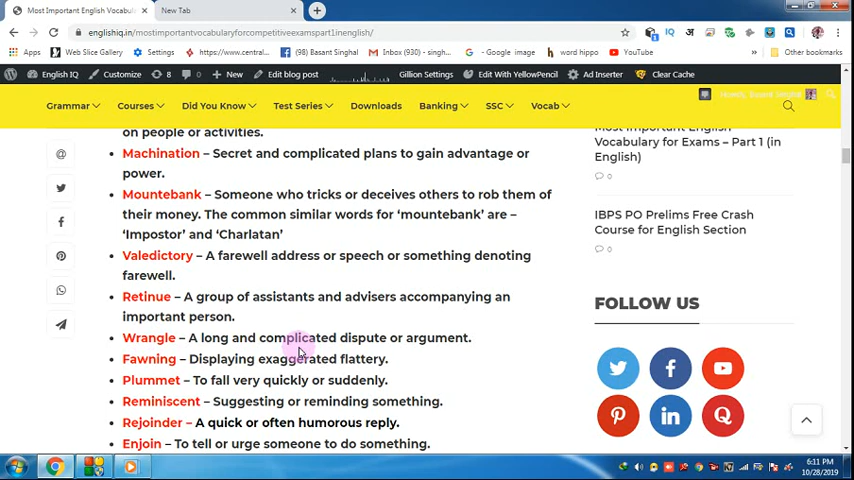 Most Important English Vocabul
New Tab
englishiq.in/mostimportantvocabularyforcompetitiveexamspart1inenglish/
Apps
Web Slice Gallery
Settings
https://www.central...
(98) Basant Singhal
Inbox (930) - singh...
- Google image
word hippo
YouTube
Other bookmarks
English IQ
Customize
8
0
New
Edit blog post
Gillion Settings
Edit With YellowPencil
Ad Inserter
Clear Cache
Grammar
Courses
Did You Know
Test Series
Downloads
Banking
SSC
Vocab
on people or activities.
Machination – Secret and complicated plans to gain advantage or
power.
Mountebank – Someone who tricks or deceives others to rob them of
their money. The common similar words for ‘mountebank’ are –
‘Impostor’ and ‘Charlatan’
Valedictory – A farewell address or speech or something denoting
farewell.
Retinue – A group of assistants and advisers accompanying an
important person.
Wrangle – A long and complicated dispute or argument.
Fawning – Displaying exaggerated flattery.
Plummet – To fall very quickly or suddenly.
Reminiscent – Suggesting or reminding something.
Rejoinder – A quick or often humorous reply.
Enjoin – To tell or urge someone to do something.
Most Important English
Vocabulary for Exams – Part 1 (in
English)
0
IBPS PO Prelims Free Crash
Course for English Section
0
FOLLOW US
6:11 PM
10/28/2019